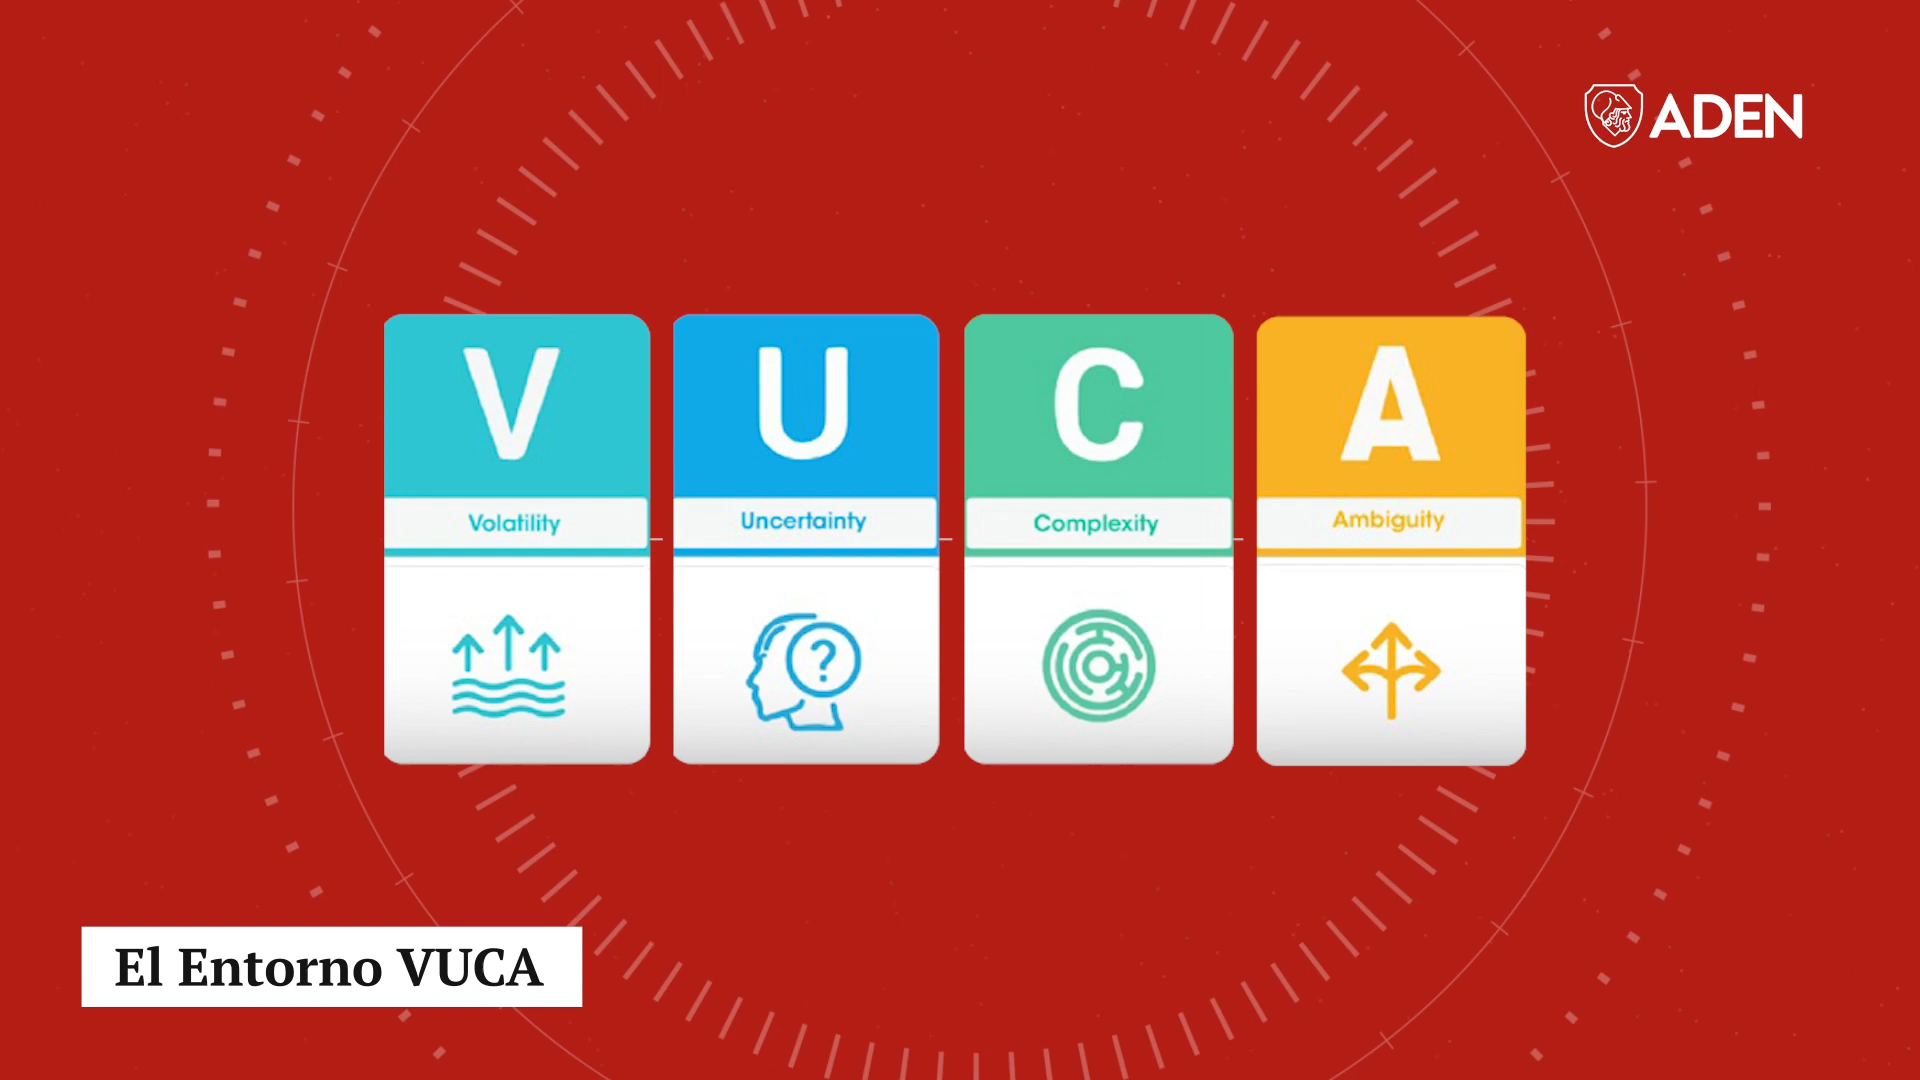 ADEN
V
Volatility
U
Uncertainty
?
C
Complexity
A
Ambiguity
El Entorno VUCA